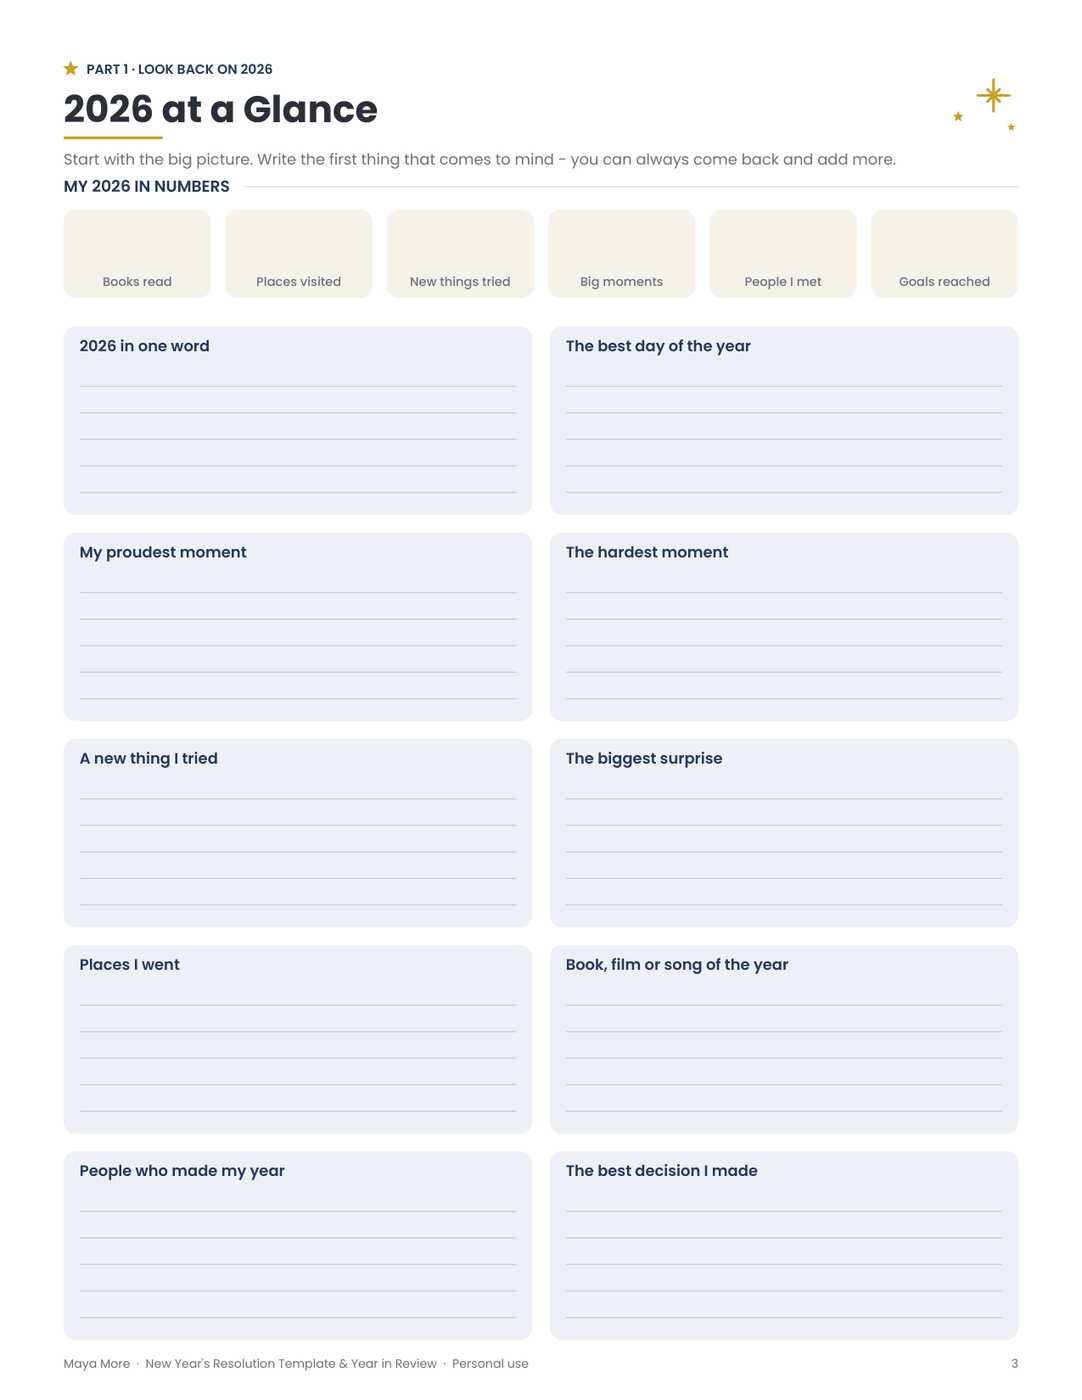 PART 1 · LOOK BACK ON 2026
2026 at a Glance
Start with the big picture. Write the first thing that comes to mind - you can always come back and add more.
MY 2026 IN NUMBERS
Books read
Places visited
New things tried
Big moments
People I met
Goals reached
2026 in one word
The best day of the year
My proudest moment
The hardest moment
A new thing I tried
The biggest surprise
Places I went
Book, film or song of the year
People who made my year
The best decision I made
Maya More · New Year's Resolution Template & Year in Review · Personal use
3